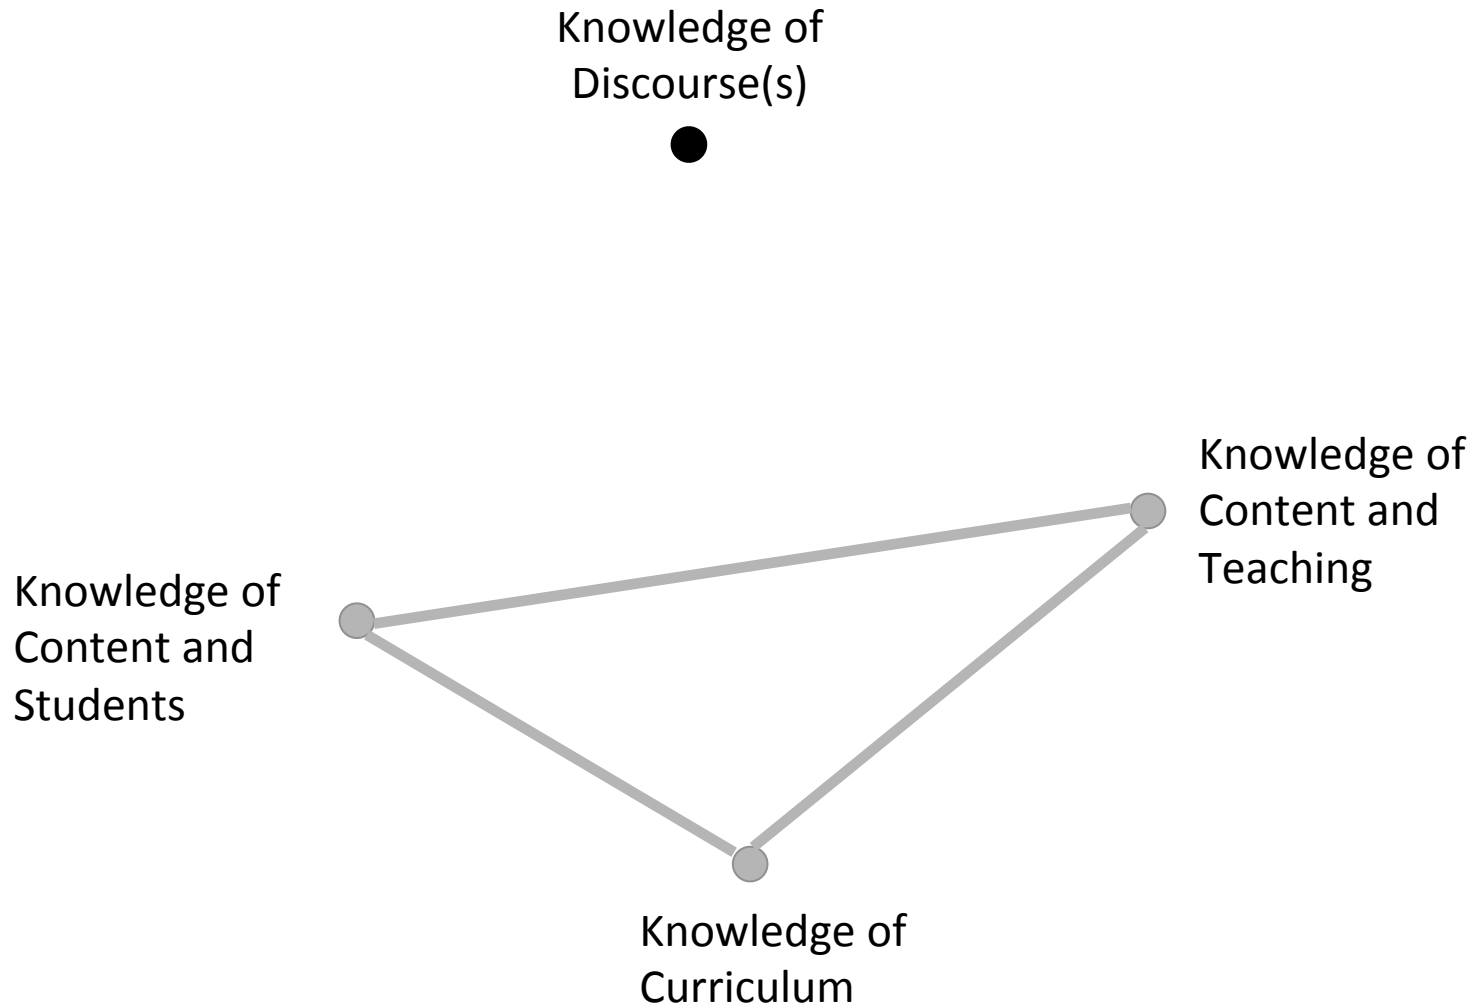 Knowledge of
Discourse(s)
Knowledge of
Content and
Teaching
Knowledge of
Content and
Students
Knowledge of
Curriculum